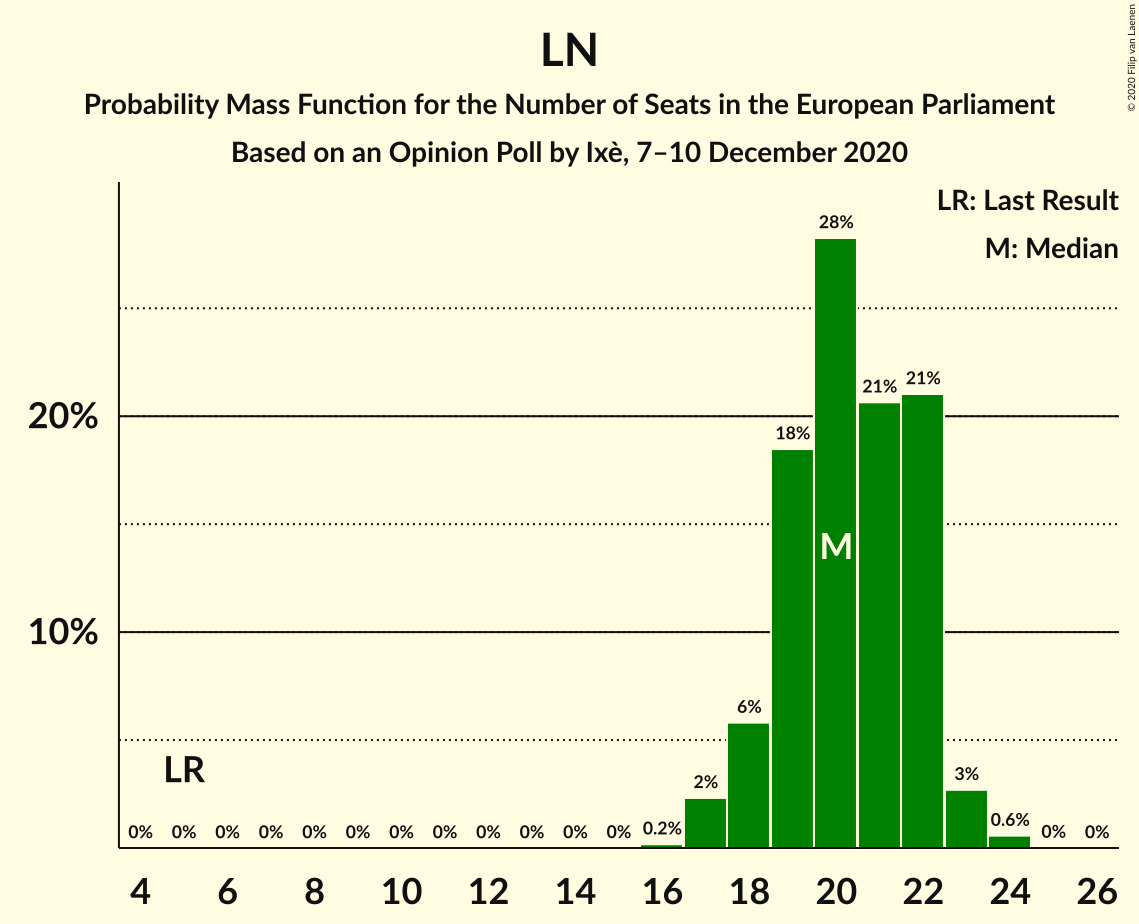 LN
Probability Mass Function for the Number of Seats in the European Parliament
Based on an Opinion Poll by Ixè, 7–10 December 2020
© 2020 Filip van Laenen
LR: Last Result
M: Median
28%
21%
21%
20%
18%
M
10%
6%
LR
2%
3%
0% 0% 0% 0% 0% 0% 0% 0% 0% 0% 0% 0% 0.2% 0.6% 0% 0%
4 6 8 10 12 14 16 18 20 22 24 26